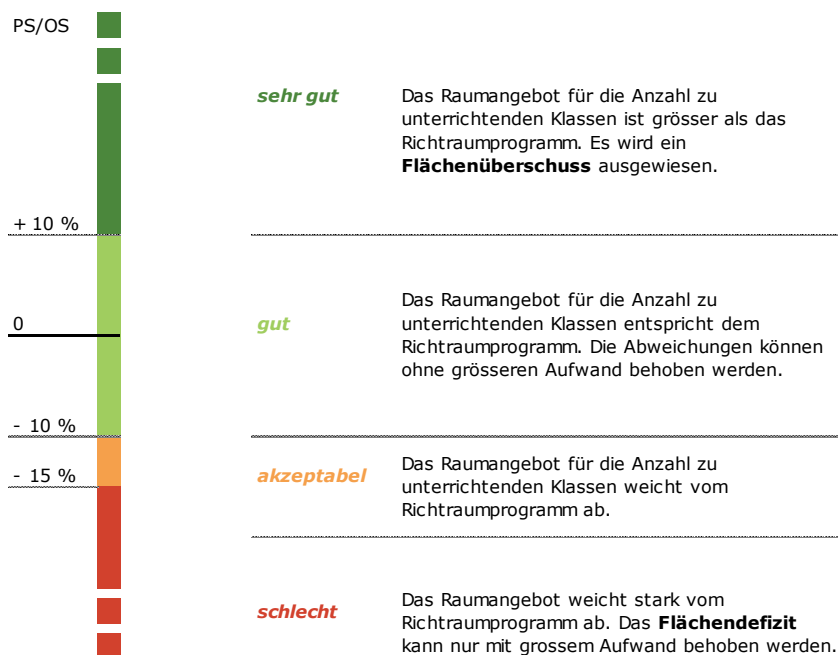 PS/OS
sehr gut
Das Raumangebot für die Anzahl zu
unterrichtenden Klassen ist grösser als das
Richtraumprogramm. Es wird ein
Flächenüberschuss ausgewiesen.
+ 10 %
0
gut
Das Raumangebot für die Anzahl zu
unterrichtenden Klassen entspricht dem
Richtraumprogramm. Die Abweichungen können
ohne grösseren Aufwand behoben werden.
- 10 %
- 15 %
akzeptabel
Das Raumangebot für die Anzahl zu
unterrichtenden Klassen weicht vom
Richtraumprogramm ab.
schlecht
Das Raumangebot weicht stark vom
Richtraumprogramm ab. Das Flächendefizit
kann nur mit grossem Aufwand behoben werden.